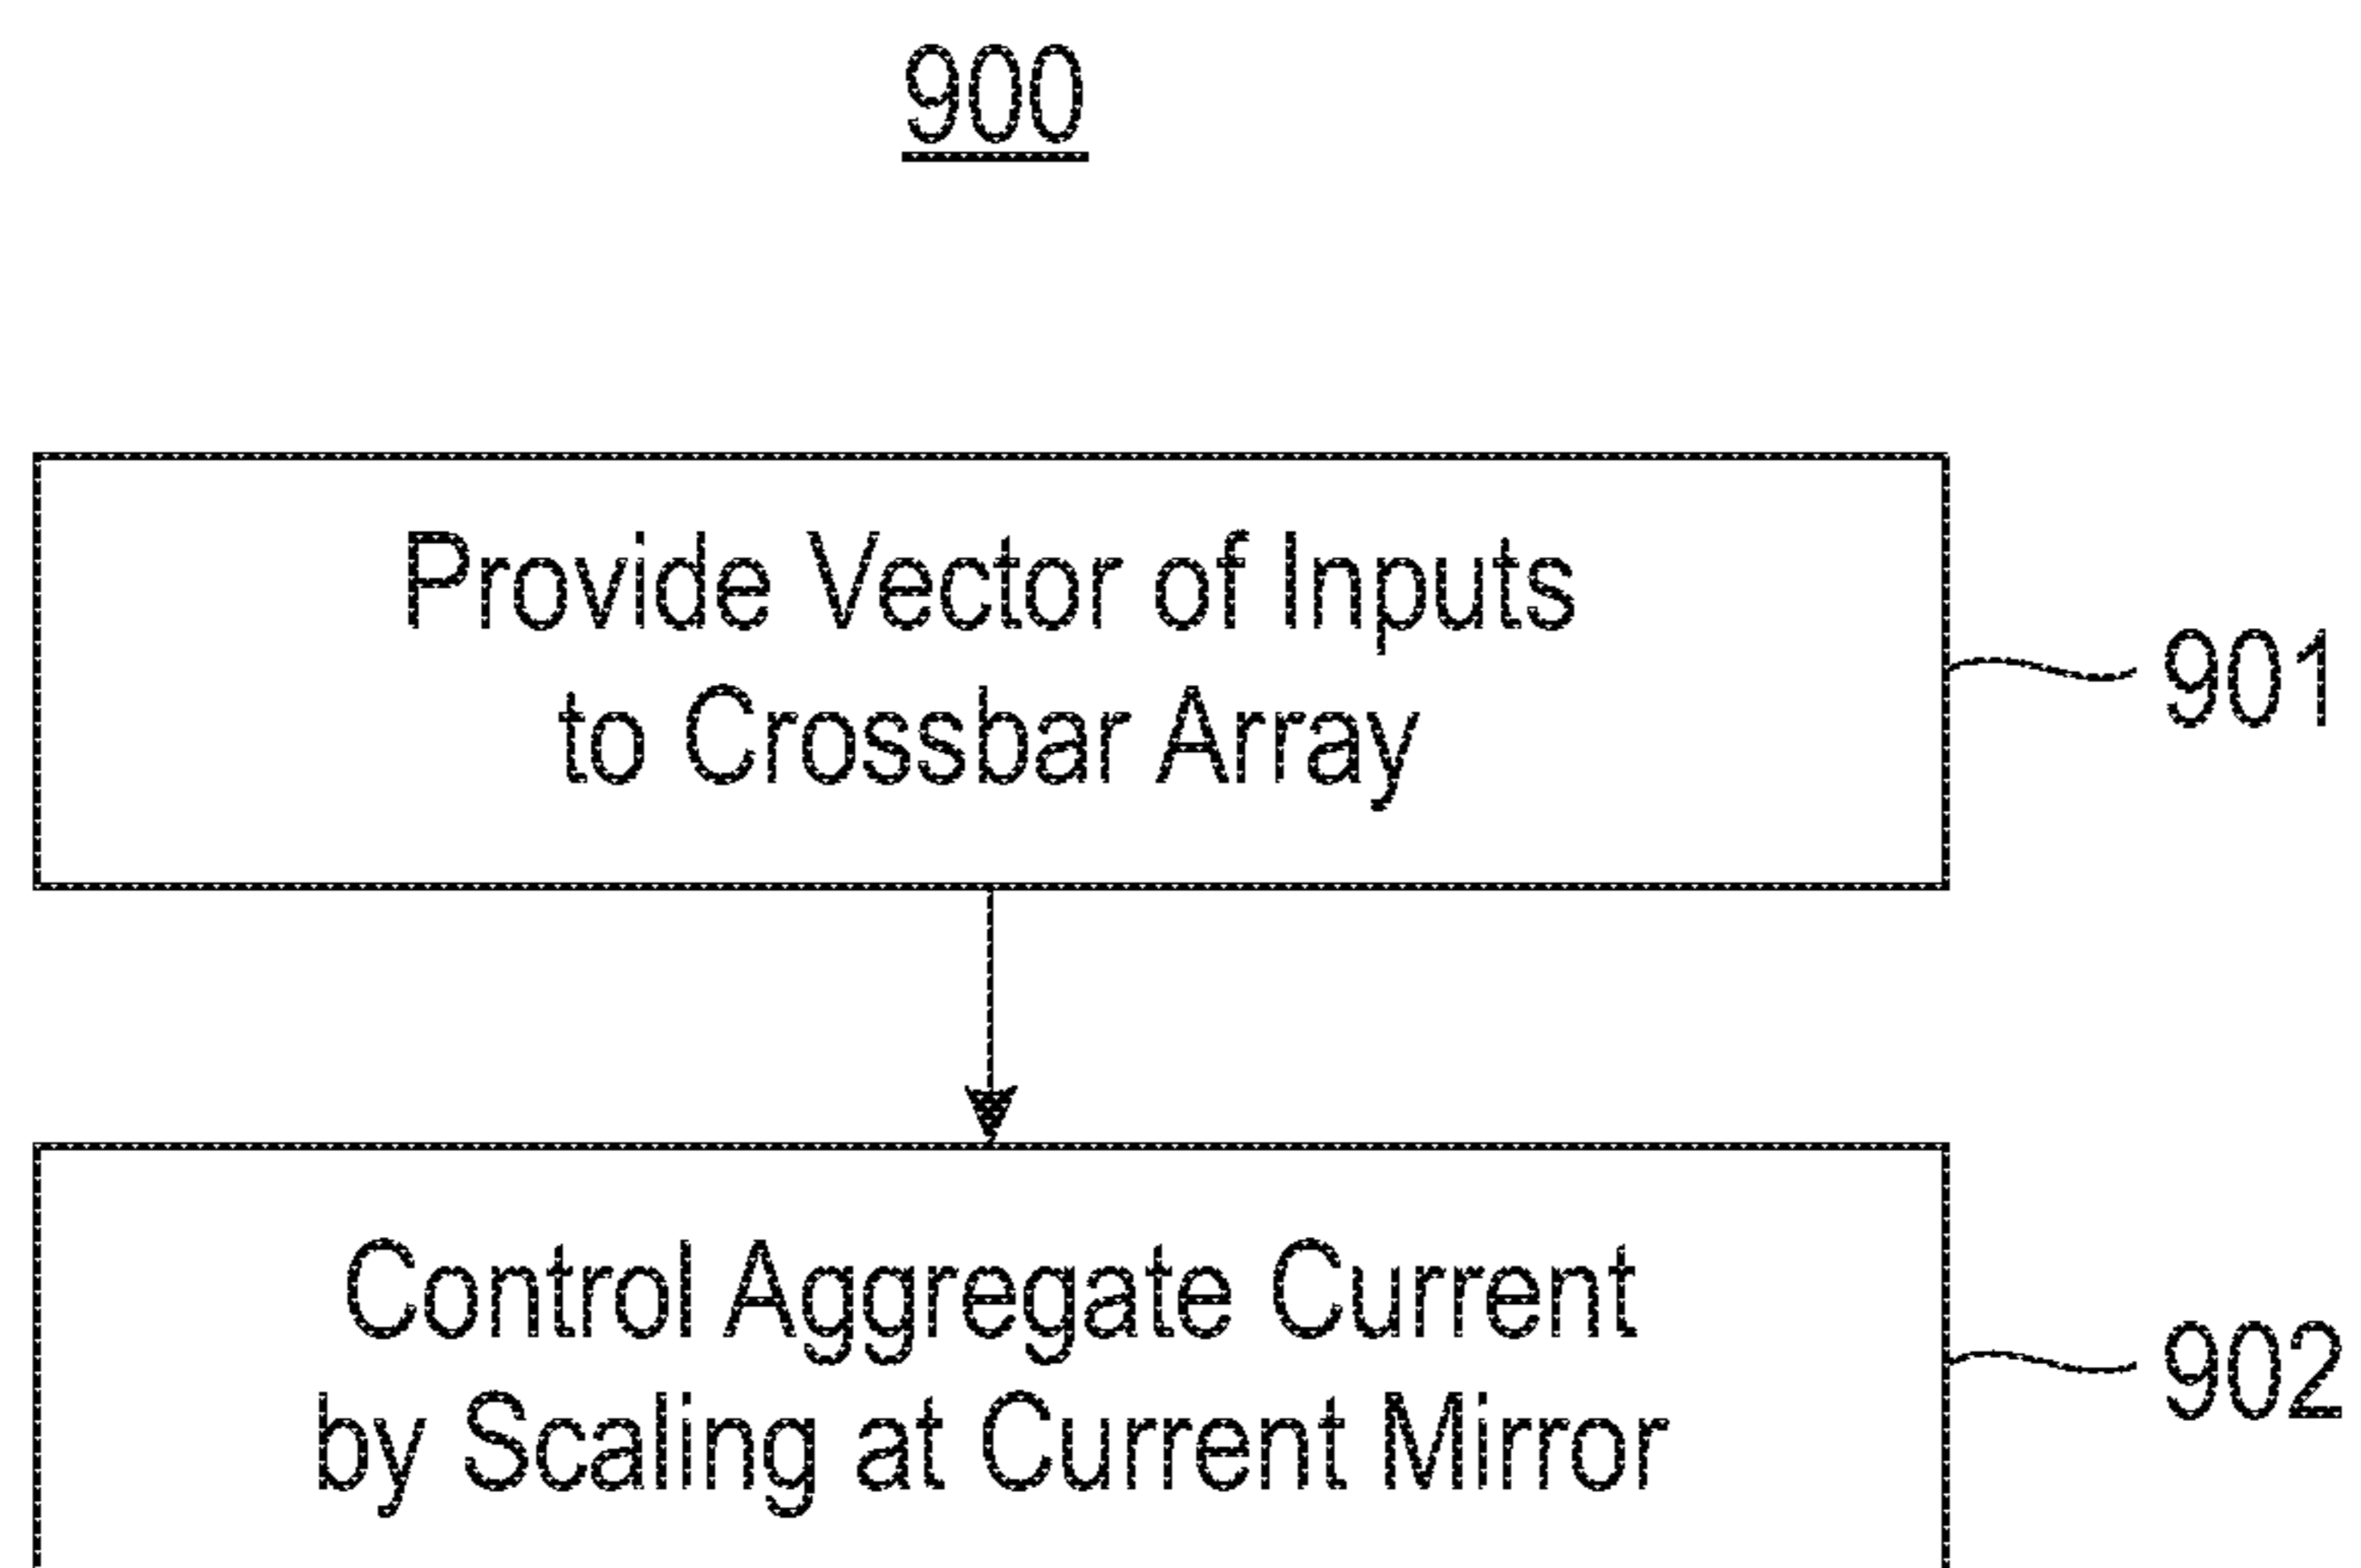 900
Provide Vector of Inputs
to Crossbar Array
901
Control Aggregate Current
by Scaling at Current Mirror
902